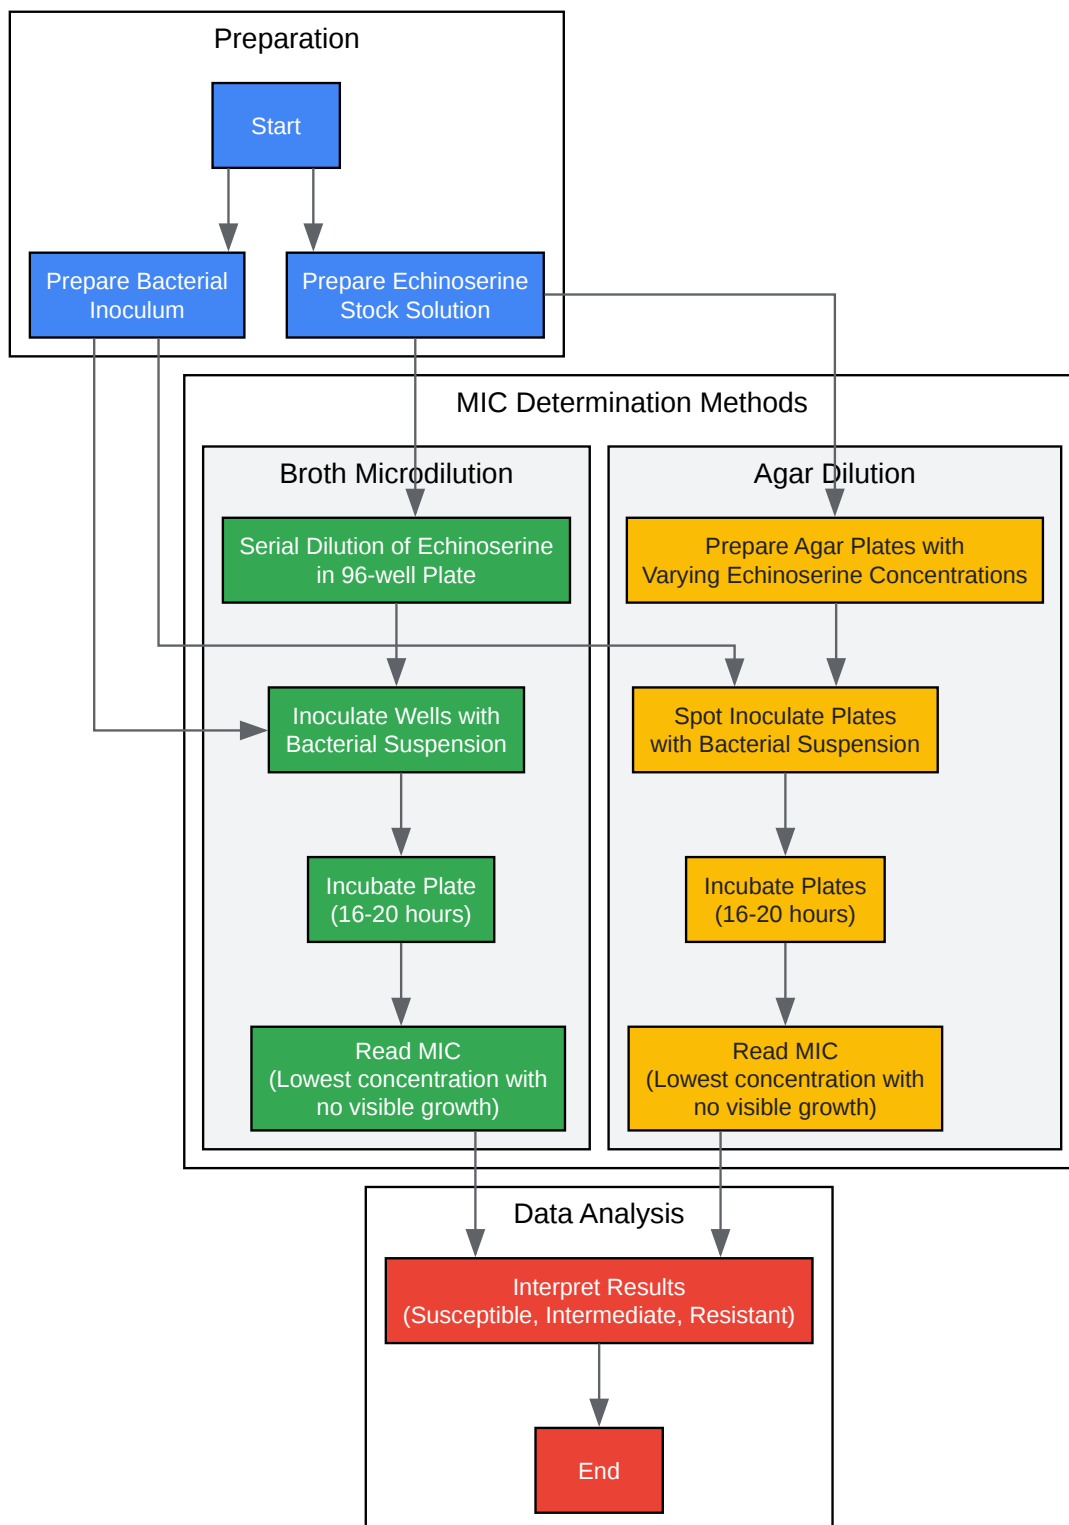 Preparation
Start
Prepare Bacterial
Inoculum
Prepare Echinoserine
Stock Solution
MIC Determination Methods
Broth Microdilution
Serial Dilution of Echinoserine
in 96-well Plate
Inoculate Wells with
Bacterial Suspension
Incubate Plate
(16-20 hours)
Read MIC
(Lowest concentration with
no visible growth)
Agar Dilution
Prepare Agar Plates with
Varying Echinoserine Concentrations
Spot Inoculate Plates
with Bacterial Suspension
Incubate Plates
(16-20 hours)
Read MIC
(Lowest concentration with
no visible growth)
Data Analysis
Interpret Results
(Susceptible, Intermediate, Resistant)
End